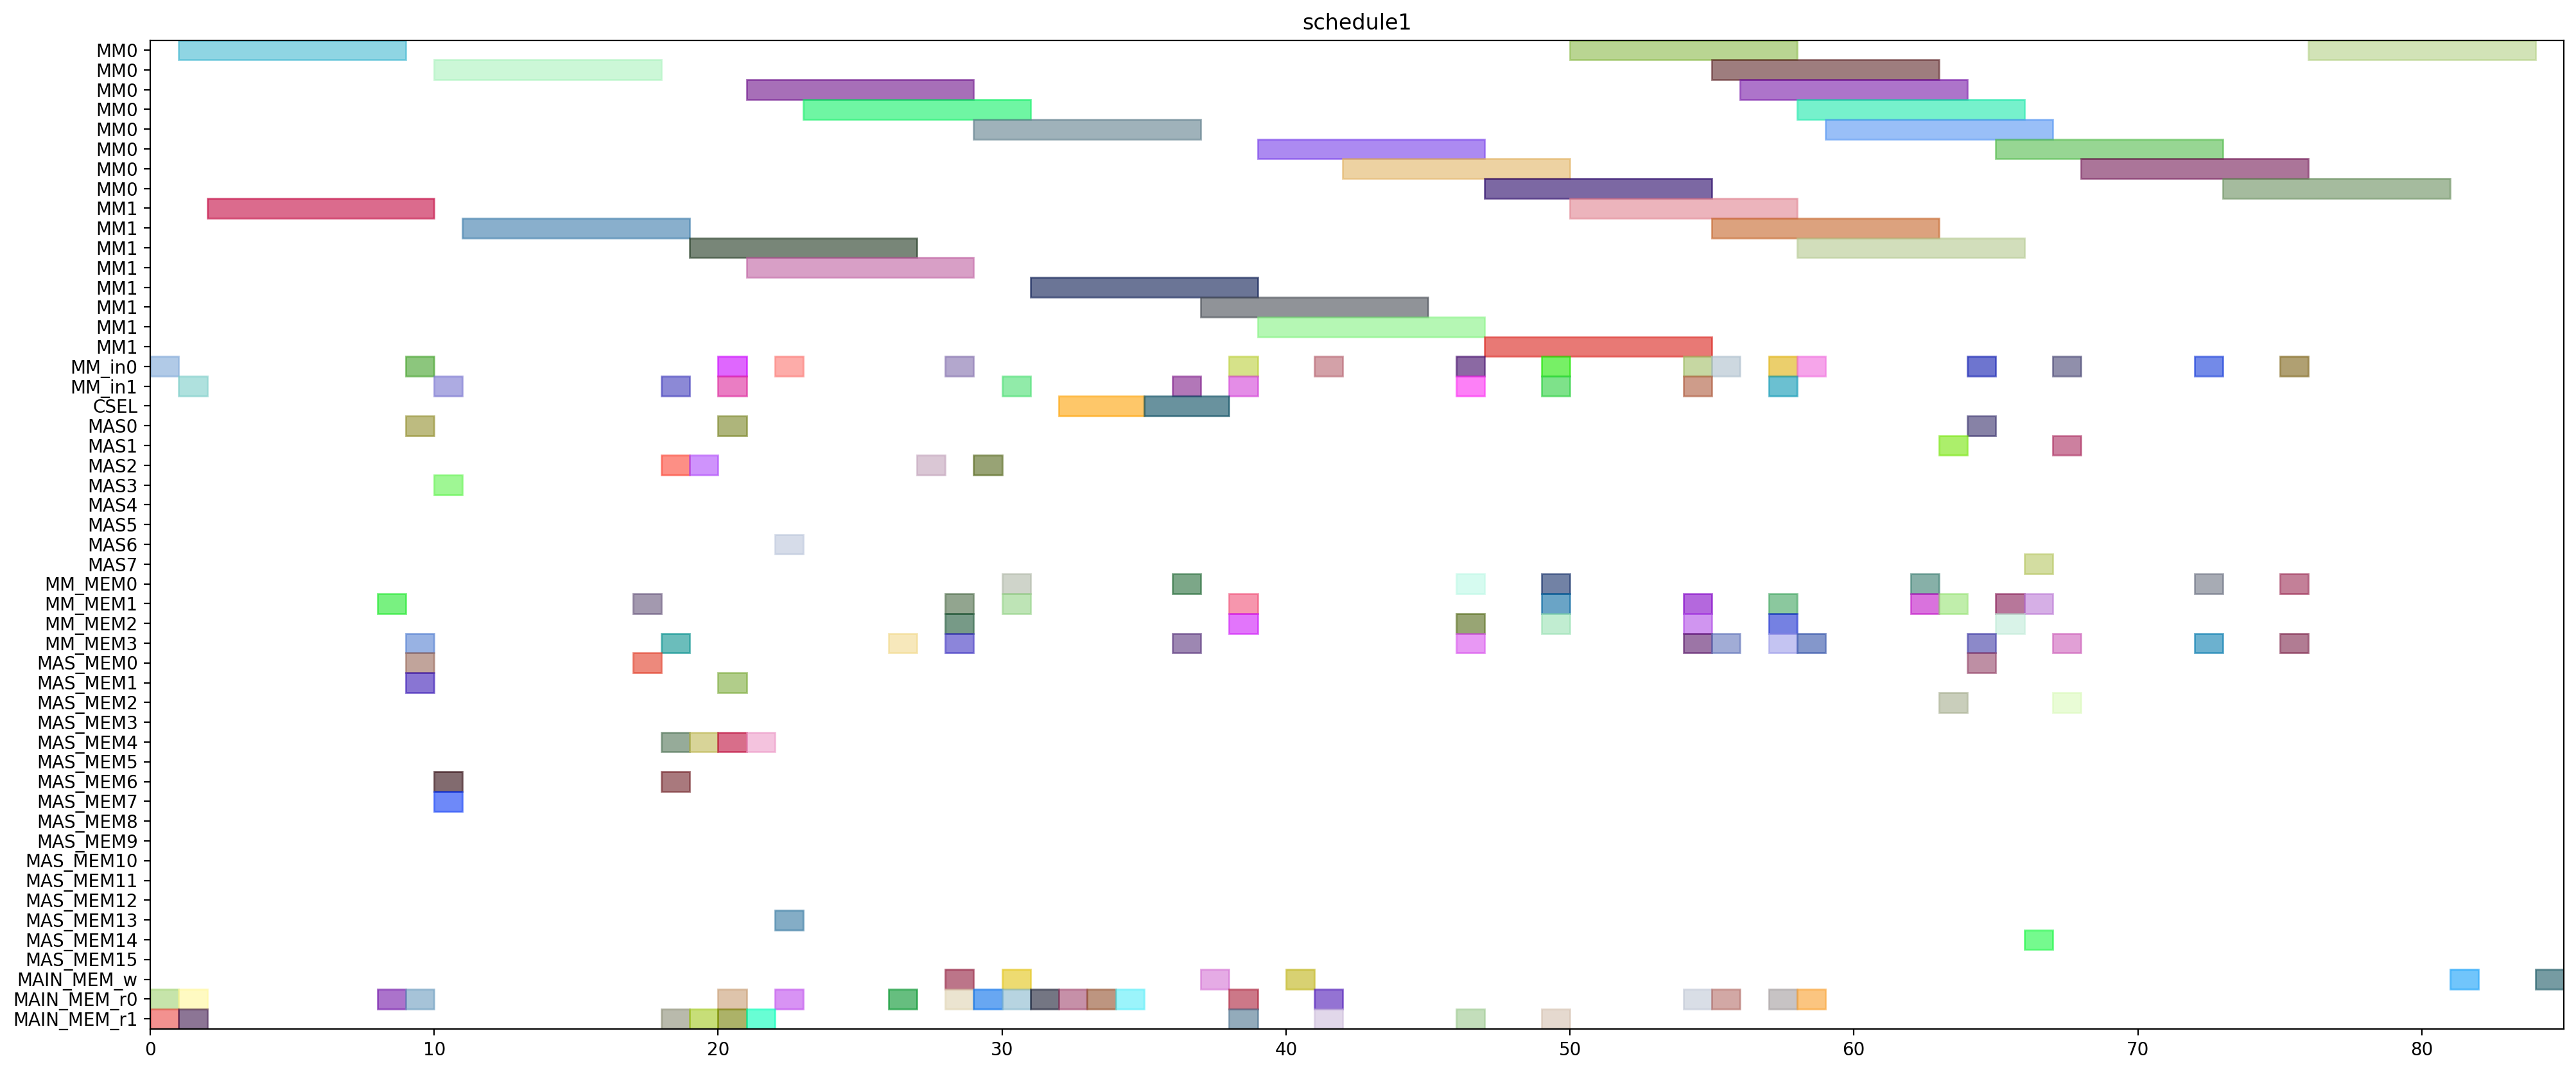 schedule1
MM0
MM0
MM0
MM0
MM0
MM0
MM0
MM0
MM1
MM1
MM1
MM1
MM1
MM1
MM1
MM1
MM_in0
MM_in1
CSEL
MAS0
MAS1
MAS2
MAS3
MAS4
MAS5
MAS6
MAS7
MM_MEM0
MM_MEM1
MM_MEM2
MM_MEM3
MAS_MEM0
MAS_MEM1
MAS_MEM2
MAS_MEM3
MAS_MEM4
MAS_MEM5
MAS_MEM6
MAS_MEM7
MAS_MEM8
MAS_MEM9
MAS_MEM10
MAS_MEM11
MAS_MEM12
MAS_MEM13
MAS_MEM14
MAS_MEM15
MAIN_MEM_w
MAIN_MEM_r0
MAIN_MEM_r1
0 10 20 30 40 50 60 70 80